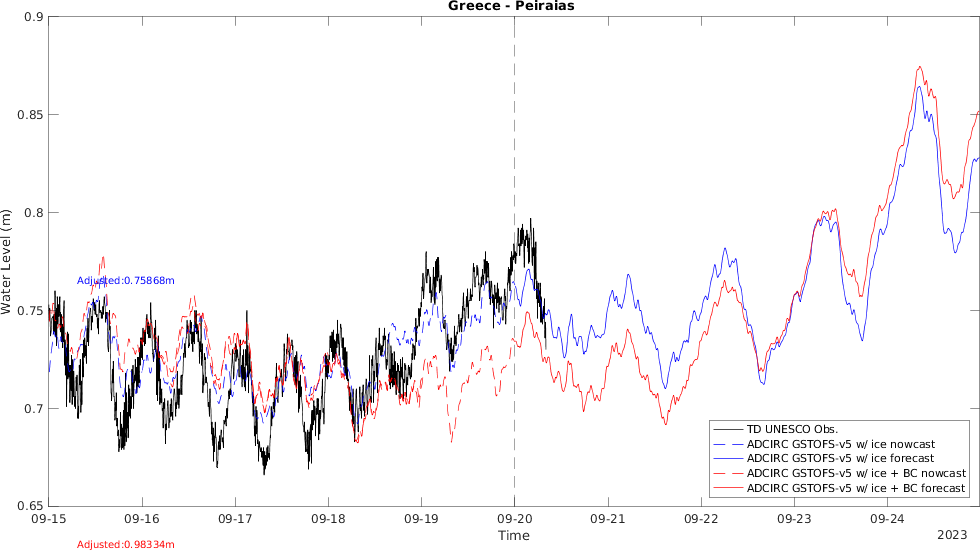 Greece - Peiraias
0.9
0.85
0.8
0.75
0.7
0.65
Water Level (m)
Adjusted:0.75868m
TD UNESCO Obs.
ADCIRC GSTOFS-v5 w/ ice nowcast
ADCIRC GSTOFS-v5 w/ ice forecast
ADCIRC GSTOFS-v5 w/ ice + BC nowcast
ADCIRC GSTOFS-v5 w/ ice + BC forecast
09-15 09-16 09-17 09-18 09-19 09-20 09-21 09-22 09-23 09-24
Time
2023
Adjusted:0.98334m